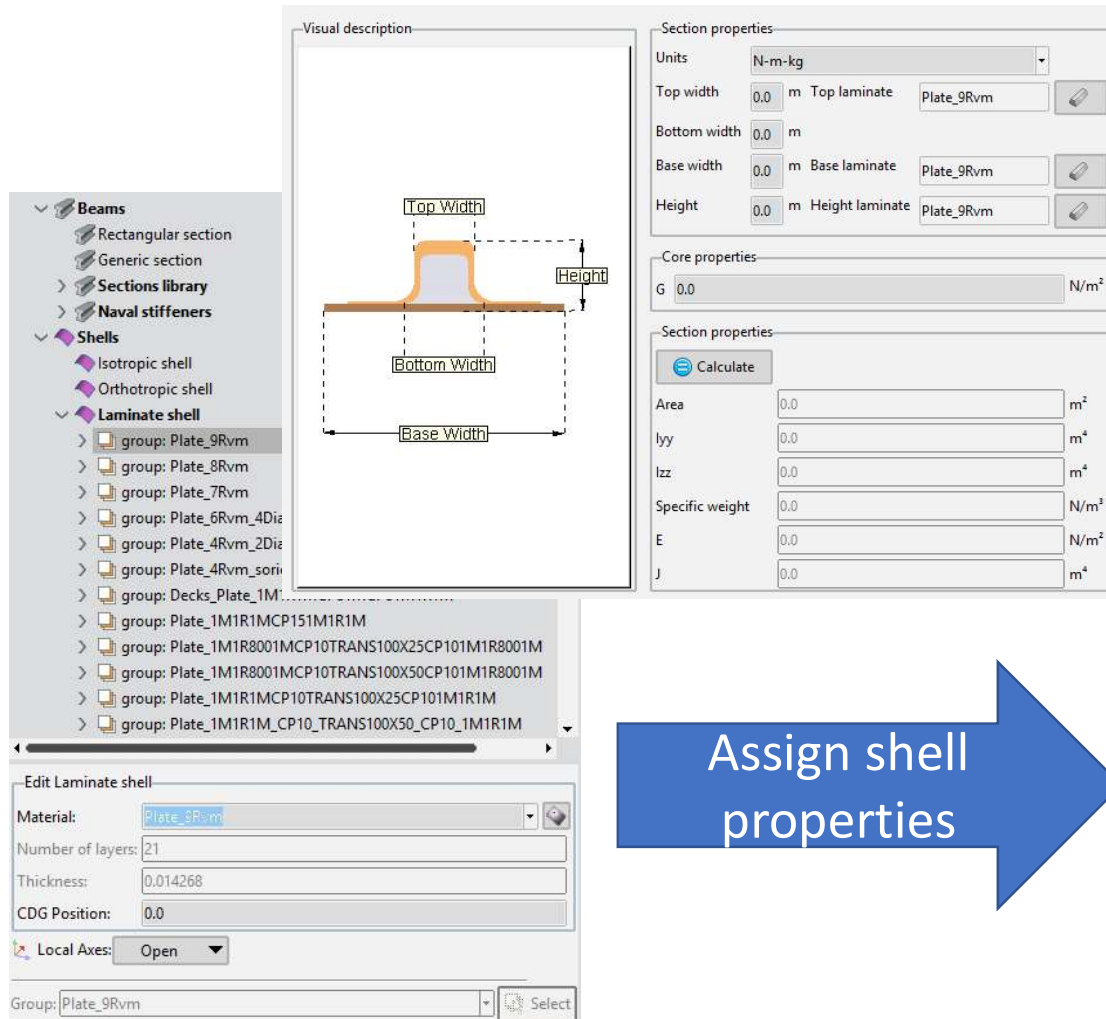 Visual description
Top Width
Height
Bottom Width
Base Width
Section properties
Units N-m-kg
Top width 0.0 m Top laminate Plate_9Rvm
Bottom width 0.0 m
Base width 0.0 m Base laminate Plate_9Rvm
Height 0.0 m Height laminate Plate_9Rvm
Core properties
G 0.0 N/m²
Section properties
Calculate
Area 0.0 m²
Iyy 0.0 m⁴
Izz 0.0 m⁴
Specific weight 0.0 N/m³
E 0.0 N/m²
J 0.0 m⁴
Beams
Rectangular section
Generic section
Sections library
Naval stiffeners
Shells
Isotropic shell
Orthotropic shell
Laminate shell
group: Plate_9Rvm
group: Plate_8Rvm
group: Plate_7Rvm
group: Plate_6Rvm_4Dia
group: Plate_4Rvm_2Dia
group: Plate_4Rvm_soric
group: Decks_Plate_1M1
group: Plate_1M1R1MCP151M1R1M
group: Plate_1M1R8001MCP10TRANS100X25CP101M1R8001M
group: Plate_1M1R8001MCP10TRANS100X50CP101M1R8001M
group: Plate_1M1R1MCP10TRANS100X25CP101M1R1M
group: Plate_1M1R1M_CP10_TRANS100X50_CP10_1M1R1M
Edit Laminate shell
Material: Plate_9Rvm
Number of layers: 21
Thickness: 0.014268
CDG Position: 0.0
Local Axes: Open
Group: Plate_9Rvm Select
Assign shell
properties